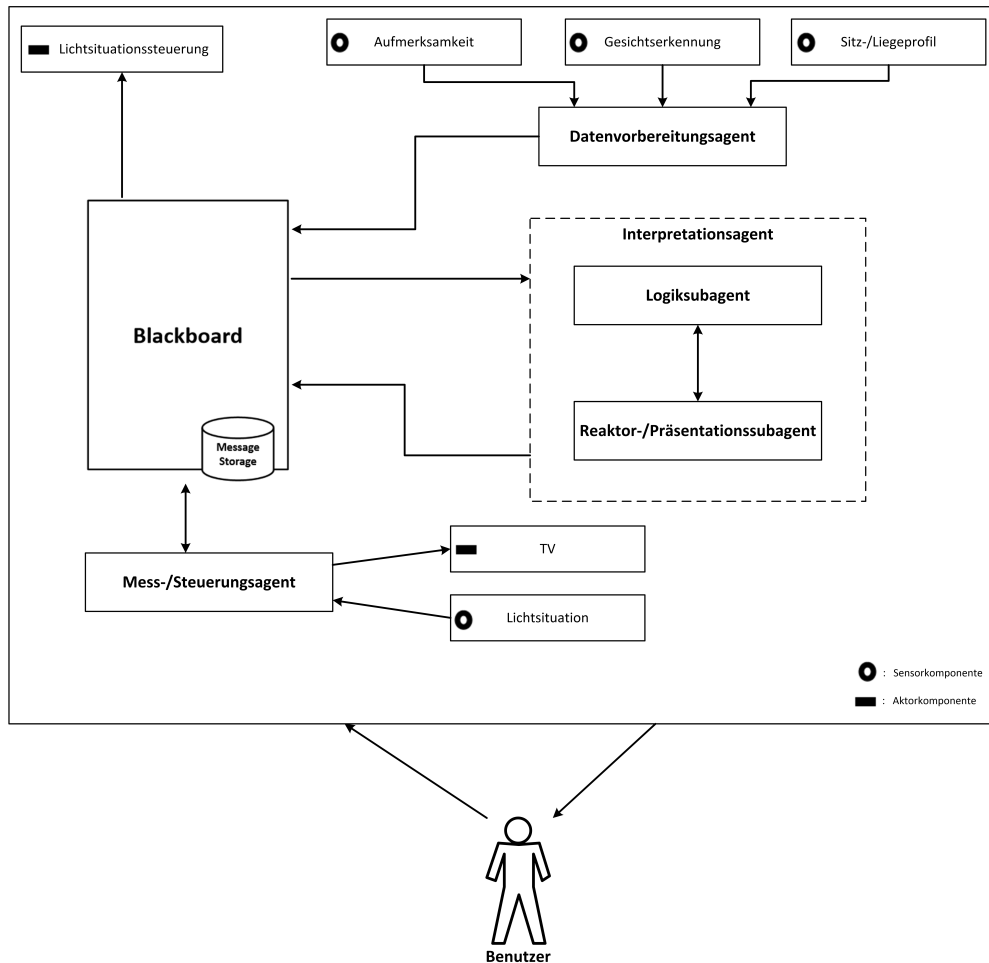 Lichtsituationssteuerung
Aufmerksamkeit
Gesichtserkennung
Sitz-/Liegeprofil
Datenvorbereitungsagent
Interpretationsagent
Logiksubagent
Blackboard
Reaktor-/Präsentationssubagent
Message
Storage
TV
Mess-/Steuerungsagent
Lichtsituation
: Sensorkomponente
: Aktorkomponente
Benutzer